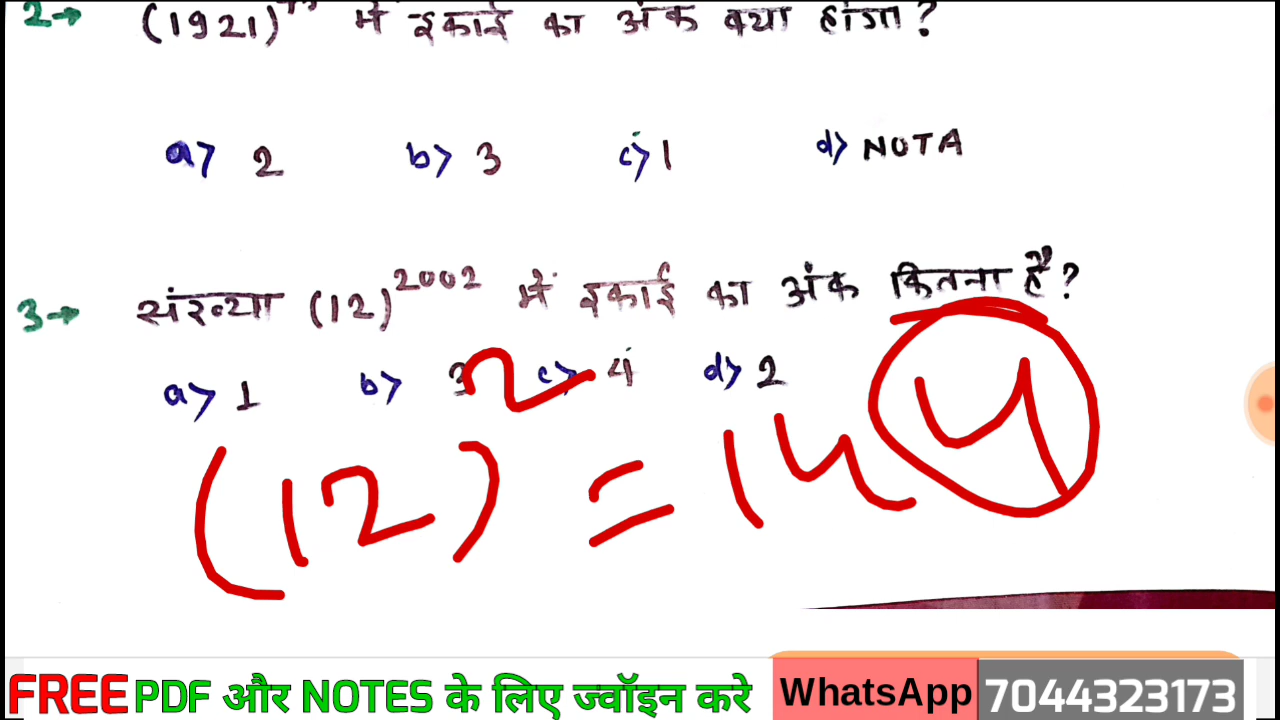 2→ (1921) में इकाई का अंक क्या होगा?
a> 2 b> 3 c> 1 d> NOTA
3→ संख्या (12)^2002 में इकाई का अंक कितना है?
a> 1 b> 3 c> 4 d> 2
(12)^2 = 144
FREE PDF और NOTES के लिए ज्वॉइन करे WhatsApp 7044323173